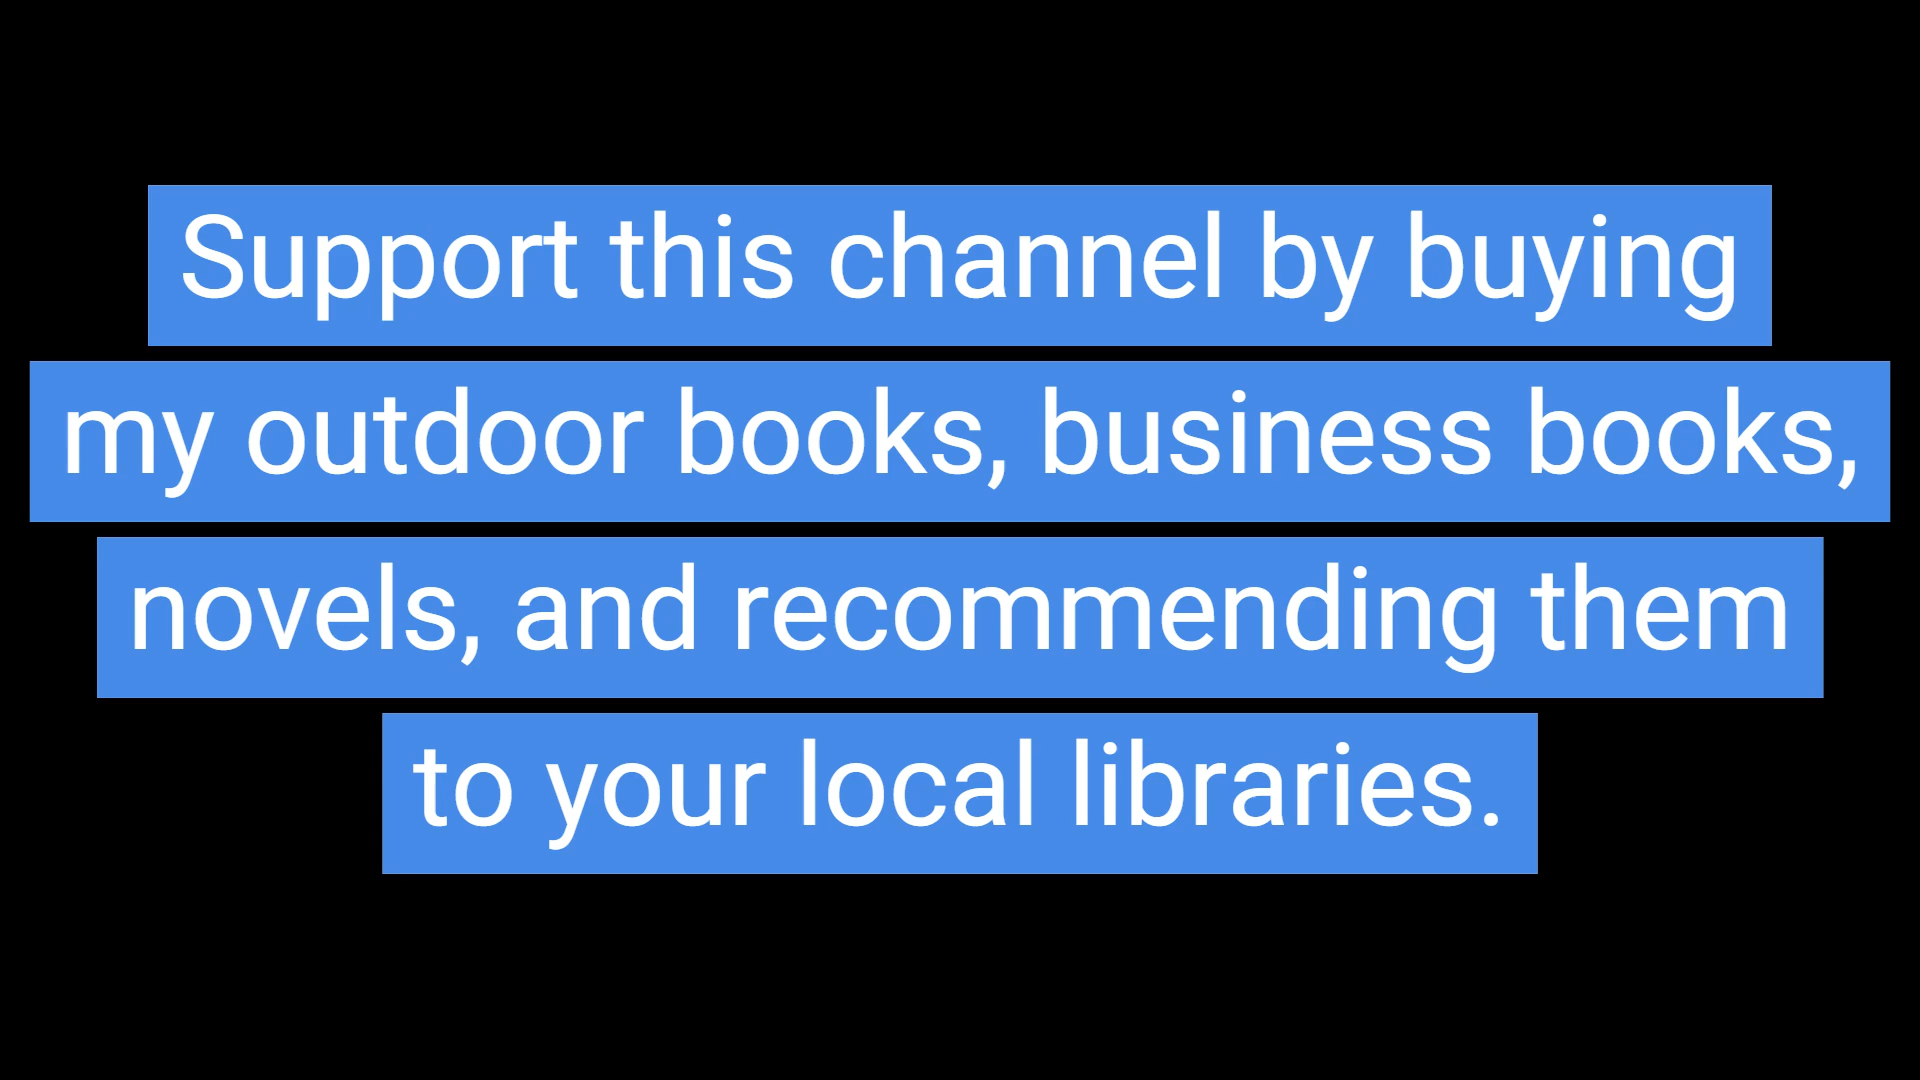 Support this channel by buying
my outdoor books, business books,
novels, and recommending them
to your local libraries.